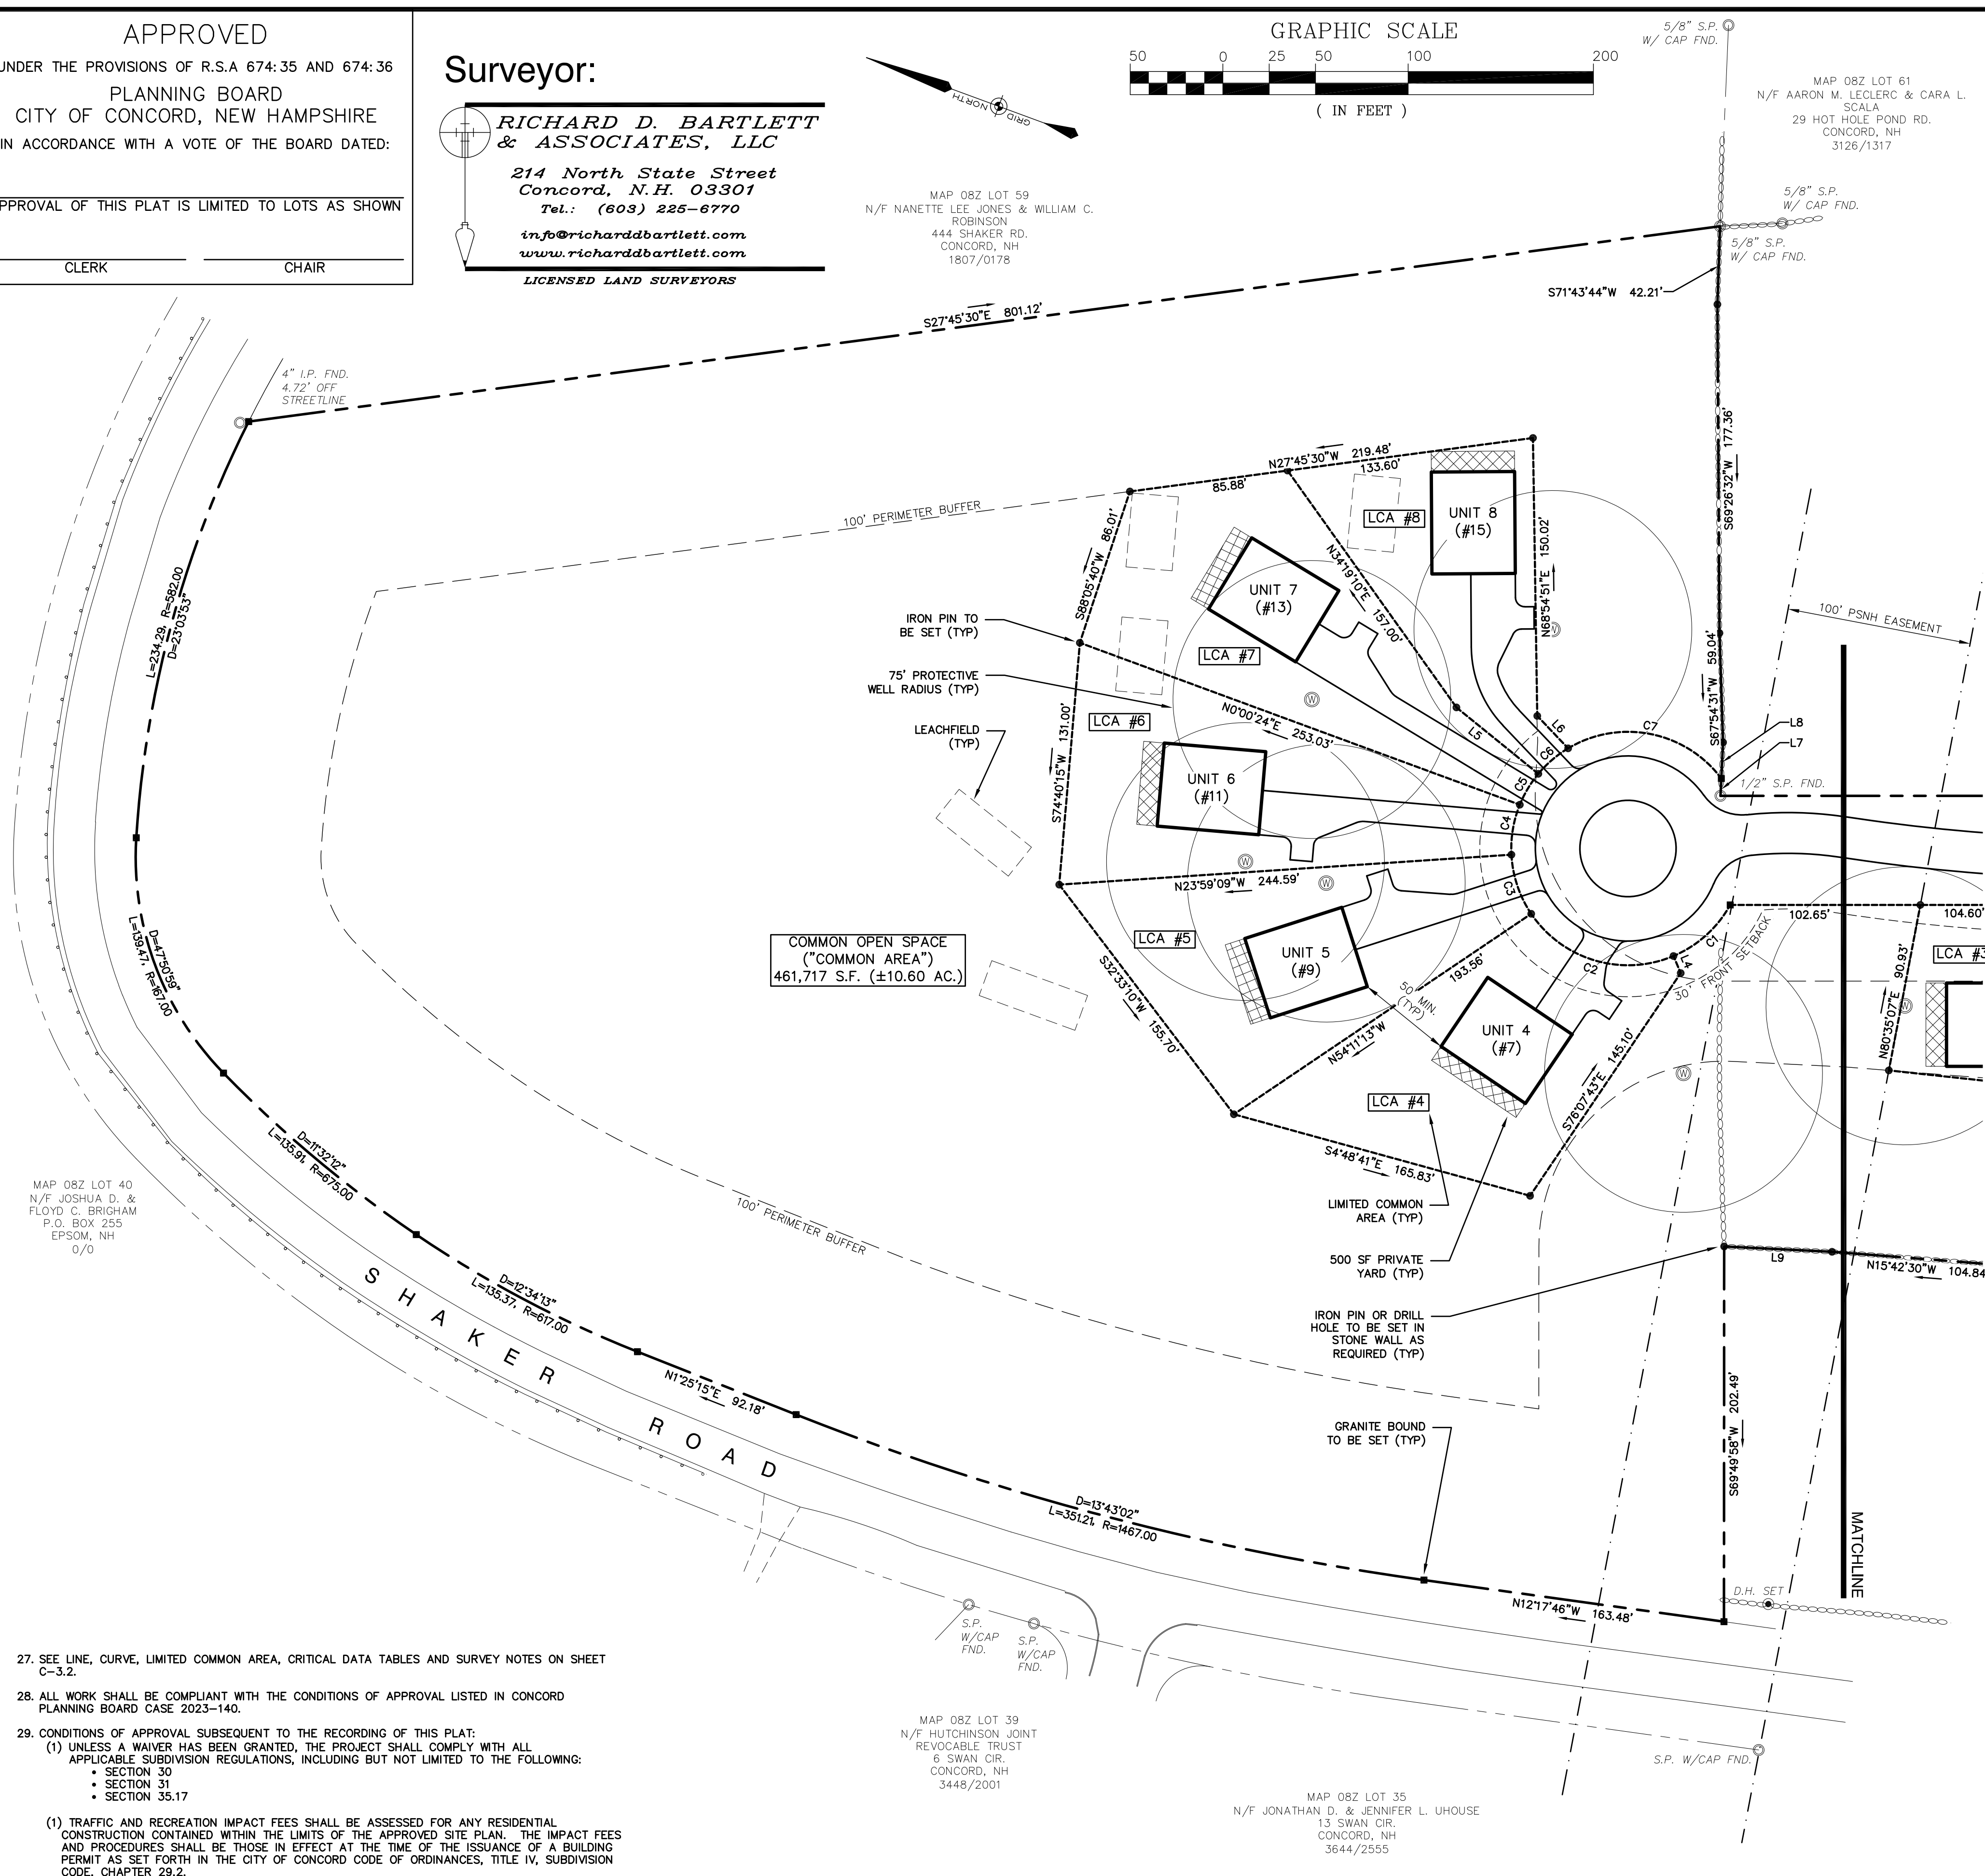 APPROVED
UNDER THE PROVISIONS OF R.S.A 674:35 AND 674:36
PLANNING BOARD
CITY OF CONCORD, NEW HAMPSHIRE
IN ACCORDANCE WITH A VOTE OF THE BOARD DATED:
APPROVAL OF THIS PLAT IS LIMITED TO LOTS AS SHOWN
CLERK
CHAIR
Surveyor:
RICHARD D. BARTLETT
& ASSOCIATES, LLC
214 North State Street
Concord, N.H. 03301
Tel.: (603) 225-6770
info@richarddbartlett.com
www.richarddbartlett.com
LICENSED LAND SURVEYORS
GRID NORTH
GRAPHIC SCALE
50 0 25 50 100 200
( IN FEET )
5/8" S.P.
W/ CAP FND.
MAP 08Z LOT 61
N/F AARON M. LECLERC & CARA L.
SCALA
29 HOT HOLE POND RD.
CONCORD, NH
3126/1317
MAP 08Z LOT 59
N/F NANETTE LEE JONES & WILLIAM C.
ROBINSON
444 SHAKER RD.
CONCORD, NH
1807/0178
5/8" S.P.
W/ CAP FND.
5/8" S.P.
W/ CAP FND.
S71°43'44"W 42.21'
S27°45'30"E 801.12'
4" I.P. FND.
4.72' OFF
STREETLINE
S69°26'32"W 177.36'
N27°45'30"W 219.48'
133.60'
85.88'
100' PERIMETER BUFFER
LCA #8
UNIT 8
(#15)
S88°05'40"W 86.01'
N34°19'10"E 157.00'
N68°54'51"E 150.02'
UNIT 7
(#13)
W
L=234.29, R=582.00
D=23°03'53"
100' PSNH EASEMENT
IRON PIN TO
BE SET (TYP)
LCA #7
S67°54'31"W 59.04'
75' PROTECTIVE
WELL RADIUS (TYP)
W
N0°00'24"E 253.03'
LCA #6
L5
L6
C7
L8
L7
LEACHFIELD
(TYP)
S74°40'15"W 131.00'
C6
C5
C4
1/2" S.P. FND.
UNIT 6
(#11)
W
N23°59'09"W 244.59'
W
C3
102.65'
104.60'
D=47°50'59"
L=139.47, R=167.00
COMMON OPEN SPACE
("COMMON AREA")
461,717 S.F. (±10.60 AC.)
LCA #5
UNIT 5
(#9)
C1
C2
L4
30' FRONT SETBACK
LCA #3
193.56'
50' MIN.
(TYP)
N80°35'07"E 90.93'
W
S32°33'10"W 155.70'
N54°11'13"W
UNIT 4
(#7)
W
S76°07'43"E 145.10'
LCA #4
D=11°32'12"
L=135.91, R=675.00
S4°48'41"E 165.83'
MAP 08Z LOT 40
N/F JOSHUA D. &
FLOYD C. BRIGHAM
P.O. BOX 255
EPSOM, NH
0/0
100' PERIMETER BUFFER
LIMITED COMMON
AREA (TYP)
500 SF PRIVATE
YARD (TYP)
L9
N15°42'30"W 104.84
D=12°34'13"
L=135.37, R=617.00
IRON PIN OR DRILL
HOLE TO BE SET IN
STONE WALL AS
REQUIRED (TYP)
N1°25'15"E 92.18'
SHAKER ROAD
GRANITE BOUND
TO BE SET (TYP)
S69°49'58"W 202.49'
D=13°43'02"
L=351.21, R=1467.00
MATCHLINE
D.H. SET
N12°17'46"W 163.48'
S.P.
W/CAP
FND.
S.P.
W/CAP
FND.
S.P. W/CAP FND.
27. SEE LINE, CURVE, LIMITED COMMON AREA, CRITICAL DATA TABLES AND SURVEY NOTES ON SHEET
C-3.2.
28. ALL WORK SHALL BE COMPLIANT WITH THE CONDITIONS OF APPROVAL LISTED IN CONCORD
PLANNING BOARD CASE 2023-140.
29. CONDITIONS OF APPROVAL SUBSEQUENT TO THE RECORDING OF THIS PLAT:
(1) UNLESS A WAIVER HAS BEEN GRANTED, THE PROJECT SHALL COMPLY WITH ALL
APPLICABLE SUBDIVISION REGULATIONS, INCLUDING BUT NOT LIMITED TO THE FOLLOWING:
• SECTION 30
• SECTION 31
• SECTION 35.17
(1) TRAFFIC AND RECREATION IMPACT FEES SHALL BE ASSESSED FOR ANY RESIDENTIAL
CONSTRUCTION CONTAINED WITHIN THE LIMITS OF THE APPROVED SITE PLAN. THE IMPACT FEES
AND PROCEDURES SHALL BE THOSE IN EFFECT AT THE TIME OF THE ISSUANCE OF A BUILDING
PERMIT AS SET FORTH IN THE CITY OF CONCORD CODE OF ORDINANCES, TITLE IV, SUBDIVISION
CODE, CHAPTER 29.2.
MAP 08Z LOT 39
N/F HUTCHINSON JOINT
REVOCABLE TRUST
6 SWAN CIR.
CONCORD, NH
3448/2001
MAP 08Z LOT 35
N/F JONATHAN D. & JENNIFER L. UHOUSE
13 SWAN CIR.
CONCORD, NH
3644/2555